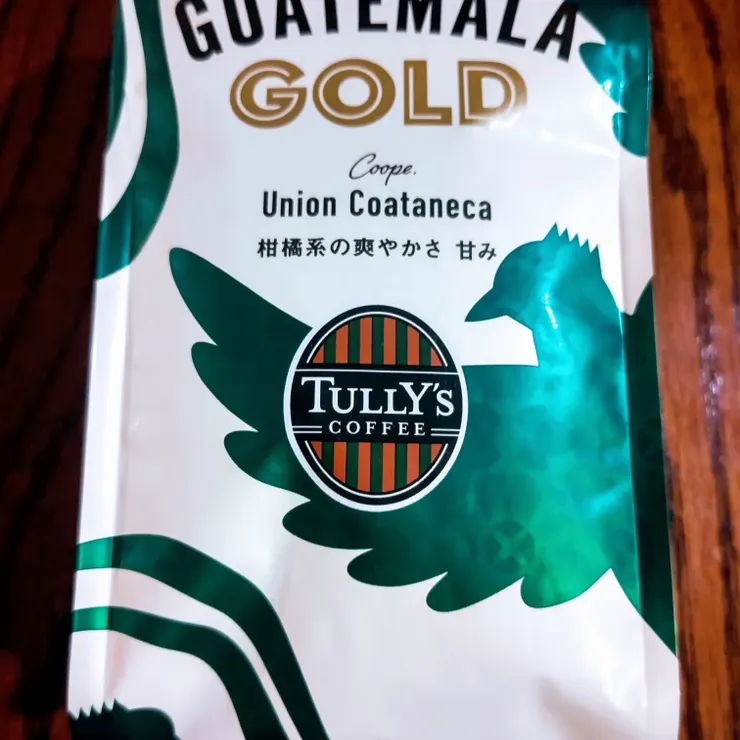 GUATEMALA
GOLD
Coope.
Union Coataneca
柑橘系の爽やかさ 甘み
TULLY'S
COFFEE